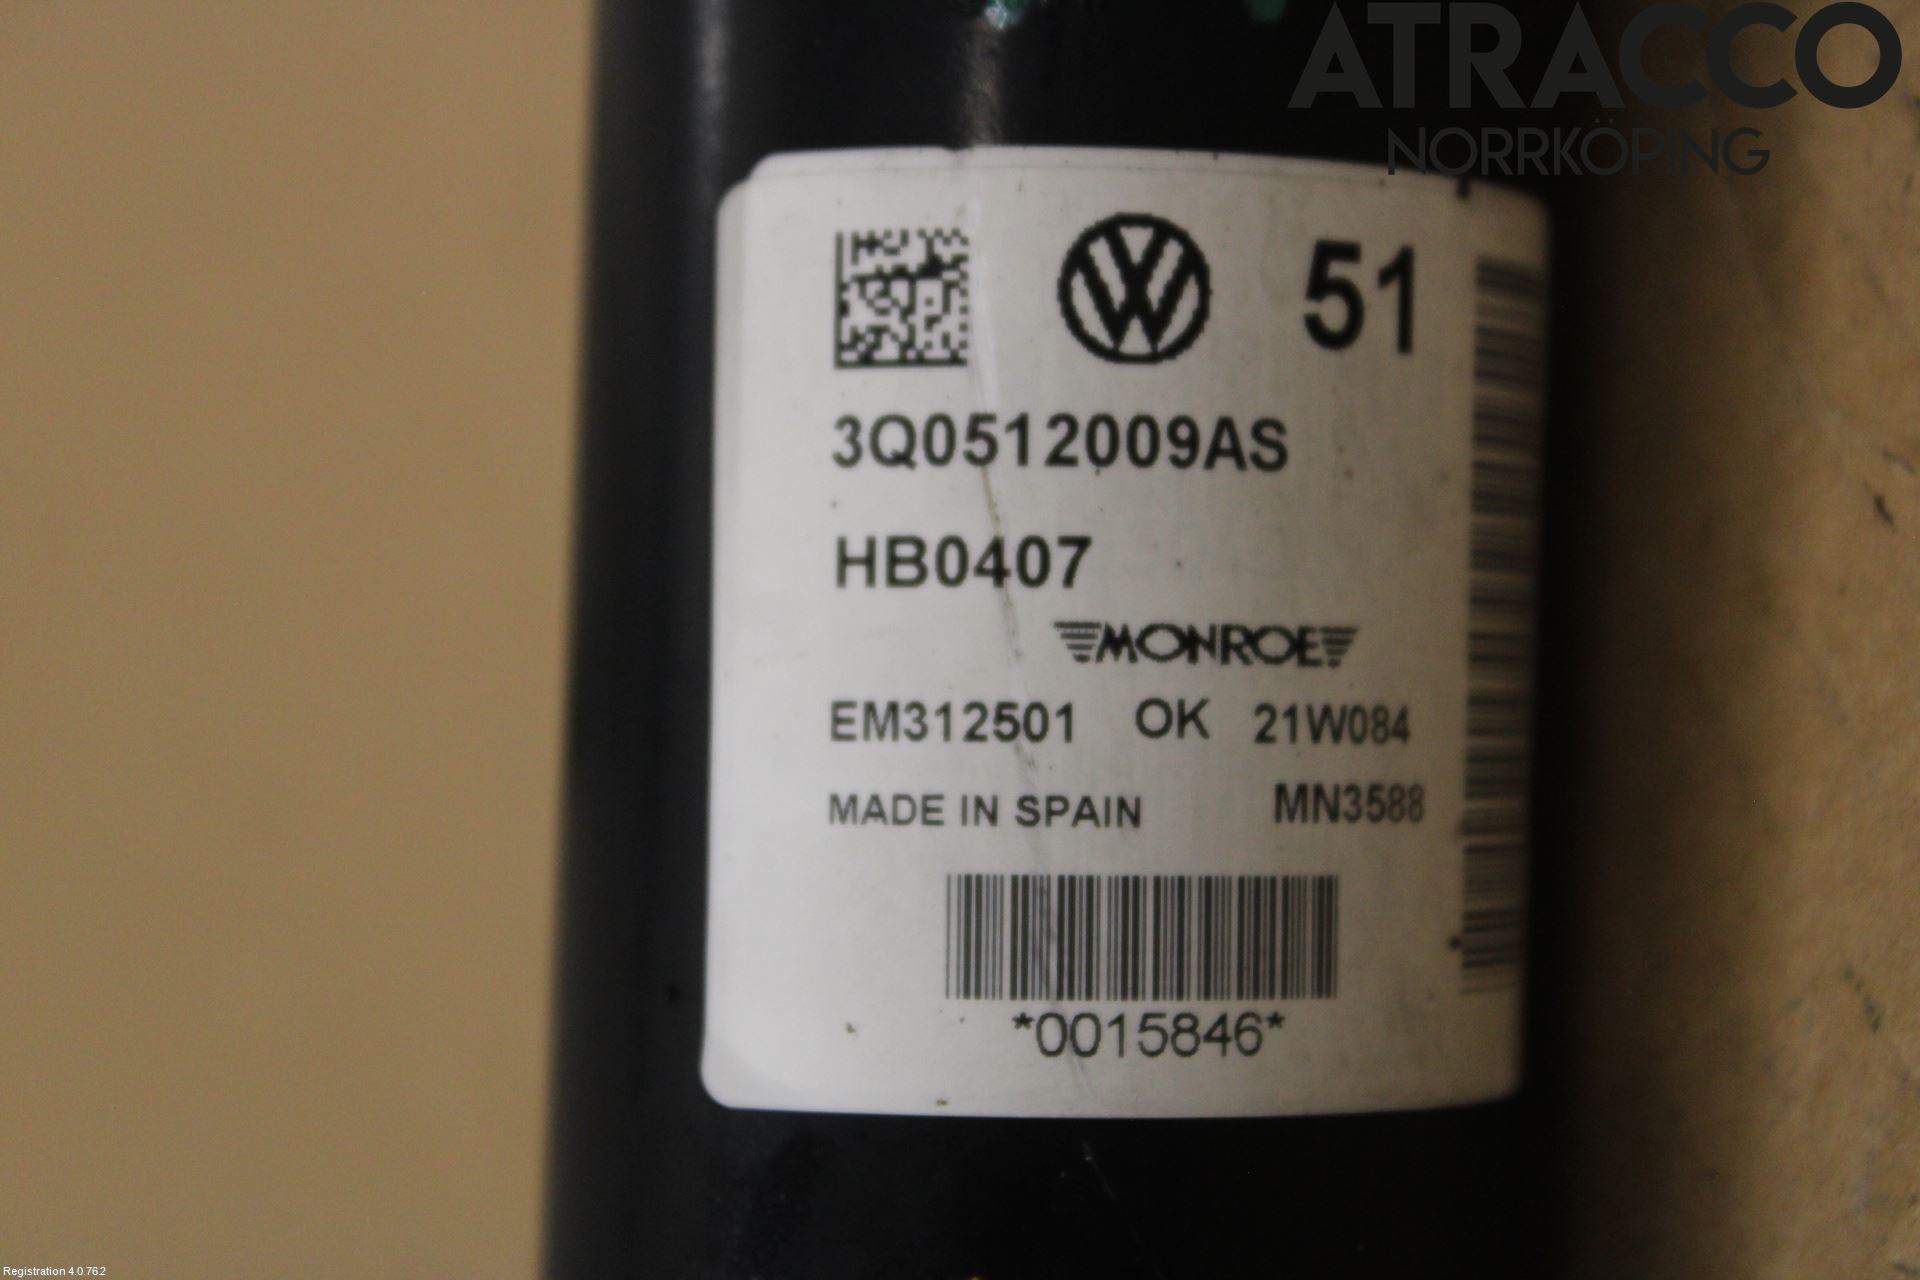 ATRACCO
NORRKÖPING
51
3Q0512009AS
HB0407
MONROE
EM312501 OK 21W084
MADE IN SPAIN MN3588
*0015846*
Registration 4.0.762